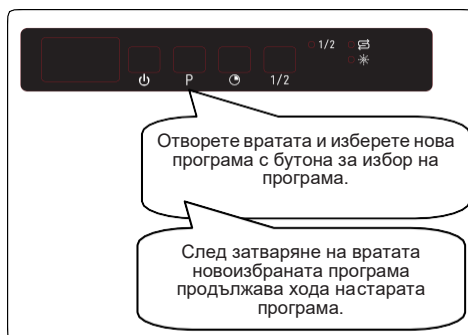 1/2
P 1/2
Отворете вратата и изберете нова
програма с бутона за избор на
програма.
След затваряне на вратата
новоизбраната програма
продължава хода настарата
програма.